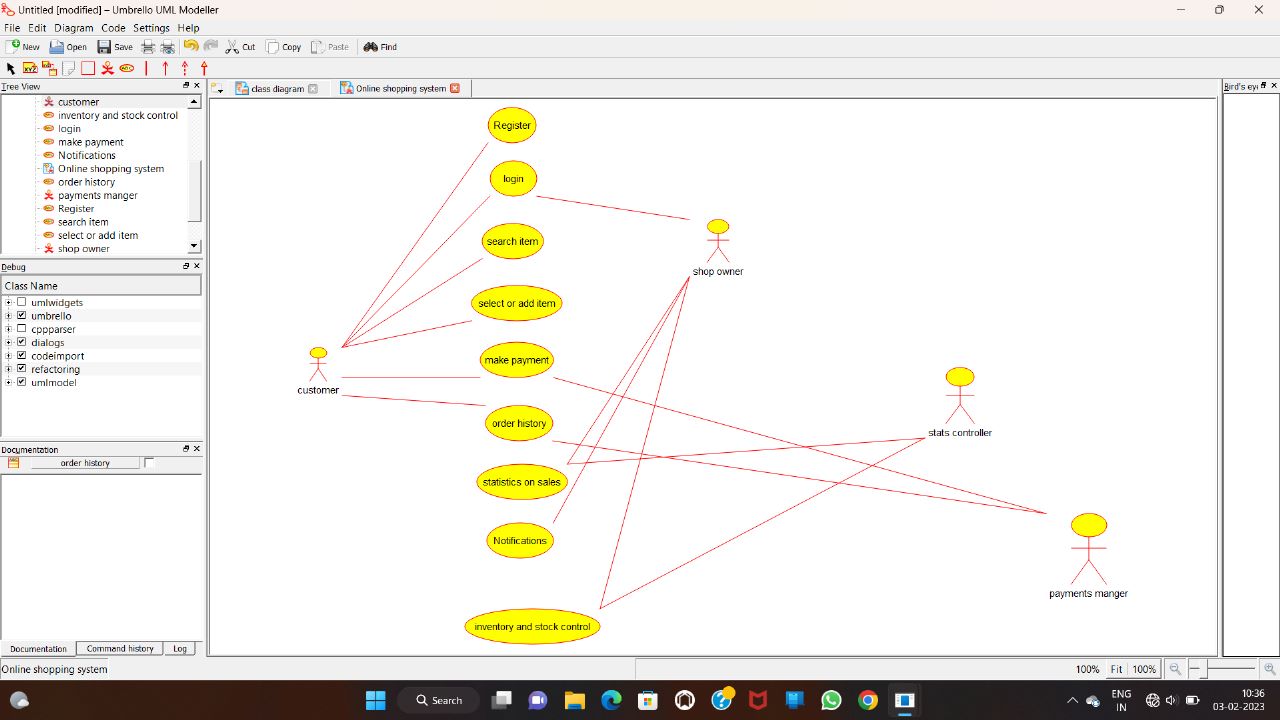 Untitled [modified] – Umbrello UML Modeller
File Edit Diagram Code Settings Help
New Open Save Cut Copy Paste Find
Tree View
customer
inventory and stock control
login
make payment
Notifications
Online shopping system
order history
payments manger
Register
search item
select or add item
shop owner
Debug
Class Name
umlwidgets
umbrello
cppparser
dialogs
codeimport
refactoring
umlmodel
Documentation
order history
Documentation Command history Log
class diagram Online shopping system
Register
login
search item
shop owner
select or add item
make payment
customer
order history
stats controller
statistics on sales
Notifications
payments manger
inventory and stock control
Bird's ey
Online shopping system
100% Fit 100%
Search
ENG
IN
10:36
03-02-2023